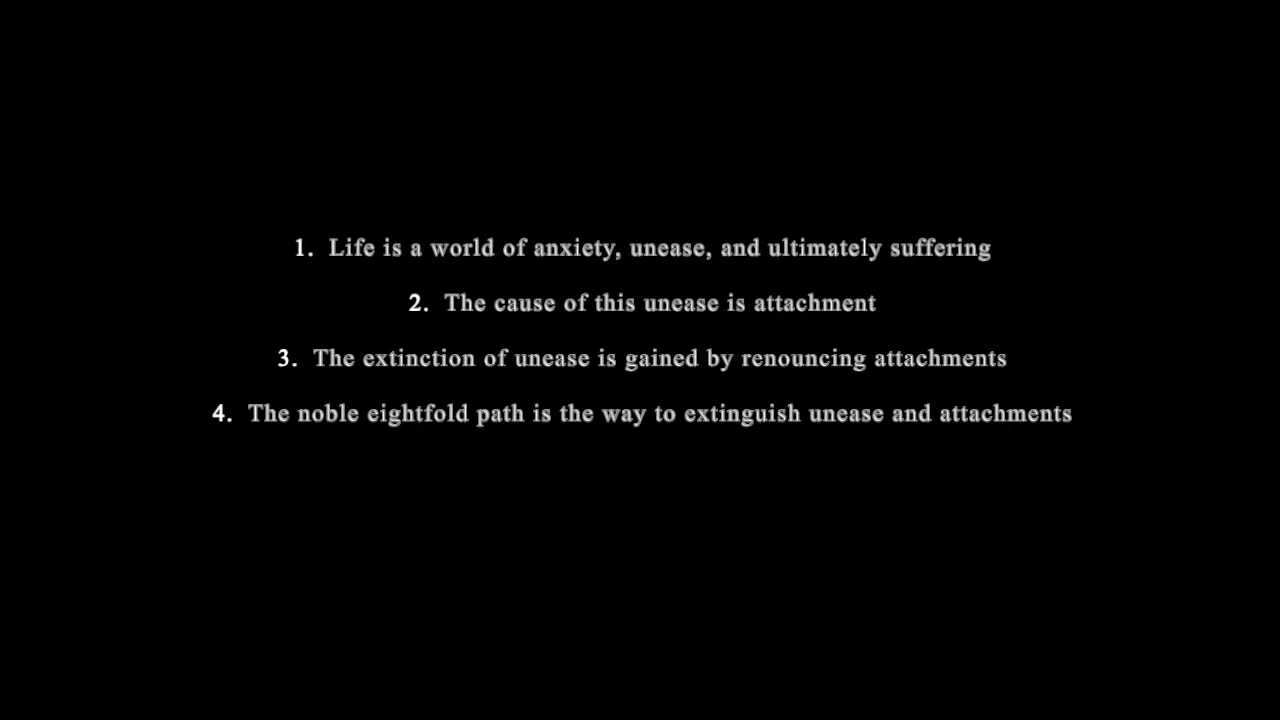 1. Life is a world of anxiety, unease, and ultimately suffering
2. The cause of this unease is attachment
3. The extinction of unease is gained by renouncing attachments
4. The noble eightfold path is the way to extinguish unease and attachments